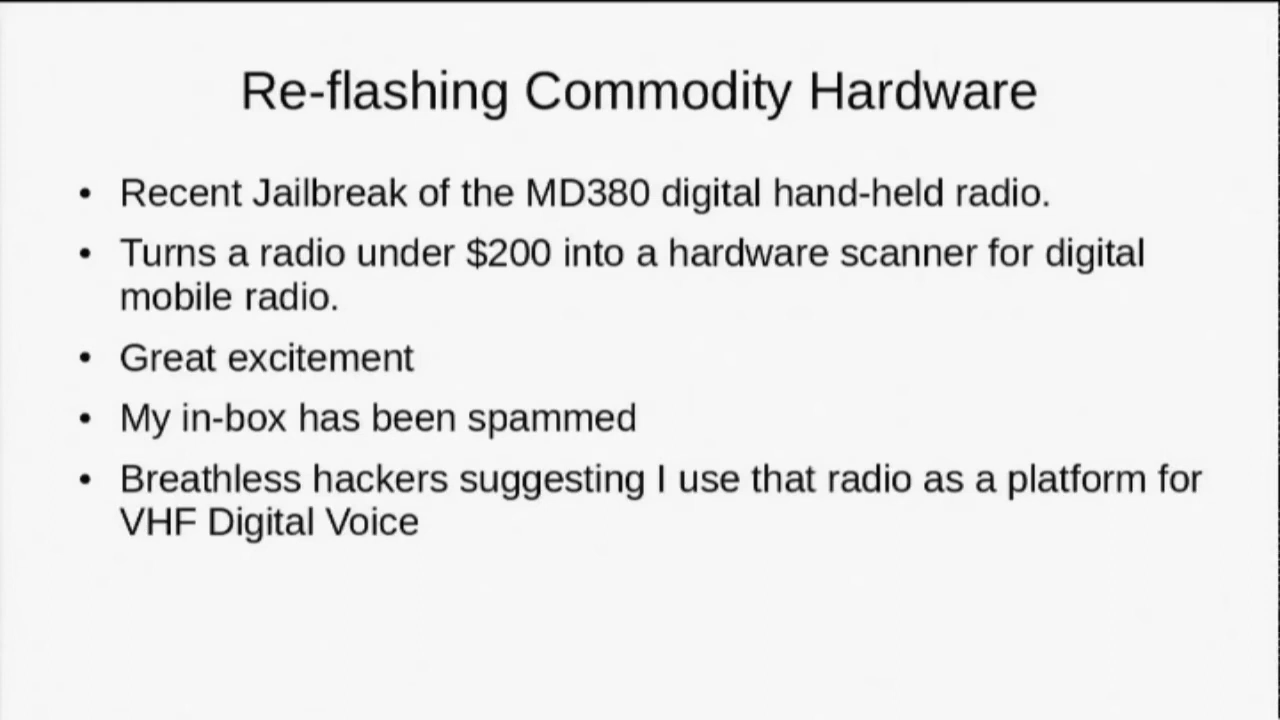 Re-flashing Commodity Hardware
• Recent Jailbreak of the MD380 digital hand-held radio.
• Turns a radio under $200 into a hardware scanner for digital
mobile radio.
• Great excitement
• My in-box has been spammed
• Breathless hackers suggesting I use that radio as a platform for
VHF Digital Voice